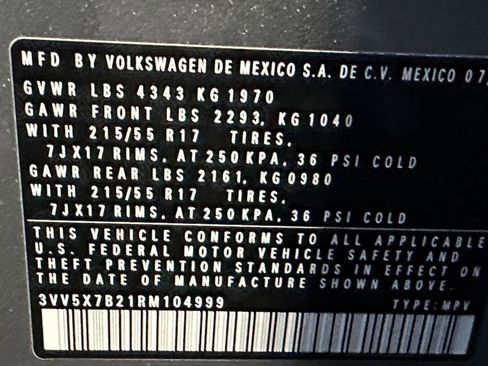 MFD BY VOLKSWAGEN DE MEXICO S.A. DE C.V. MEXICO 07
GVWR LBS 4343 KG 1970
GAWR FRONT LBS 2293, KG 1040
WITH 215/55 R17 TIRES,
7JX17 RIMS, AT 250 KPA, 36 PSI COLD
GAWR REAR LBS 2161, KG 0980
WITH 215/55 R17 TIRES,
7JX17 RIMS, AT 250 KPA, 36 PSI COLD
THIS VEHICLE CONFORMS TO ALL APPLICABLE
U.S. FEDERAL MOTOR VEHICLE SAFETY AND
THEFT PREVENTION STANDARDS IN EFFECT ON
THE DATE OF MANUFACTURE SHOWN ABOVE.
3VV5X7B21RM104999 TYPE: MPV